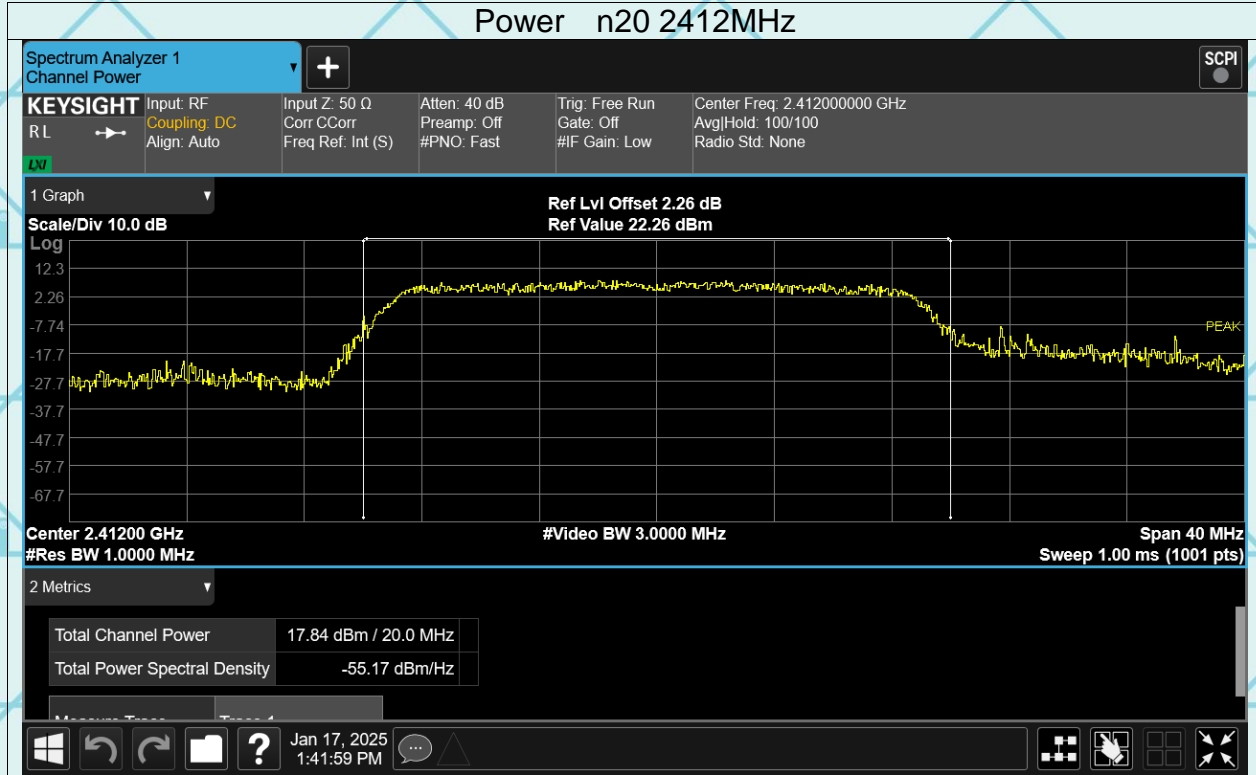 Power n20 2412MHz
Spectrum Analyzer 1
Channel Power
SCPI
KEYSIGHT
R L
LXI
Input: RF
Coupling: DC
Align: Auto
Input Z: 50 Ω
Corr CCorr
Freq Ref: Int (S)
Atten: 40 dB
Preamp: Off
#PNO: Fast
Trig: Free Run
Gate: Off
#IF Gain: Low
Center Freq: 2.412000000 GHz
Avg|Hold: 100/100
Radio Std: None
1 Graph
Scale/Div 10.0 dB
Ref Lvl Offset 2.26 dB
Ref Value 22.26 dBm
Log
12.3
2.26
-7.74
-17.7
-27.7
-37.7
-47.7
-57.7
-67.7
PEAK
Center 2.41200 GHz
#Res BW 1.0000 MHz
#Video BW 3.0000 MHz
Span 40 MHz
Sweep 1.00 ms (1001 pts)
2 Metrics
Total Channel Power 17.84 dBm / 20.0 MHz
Total Power Spectral Density -55.17 dBm/Hz
Jan 17, 2025
1:41:59 PM